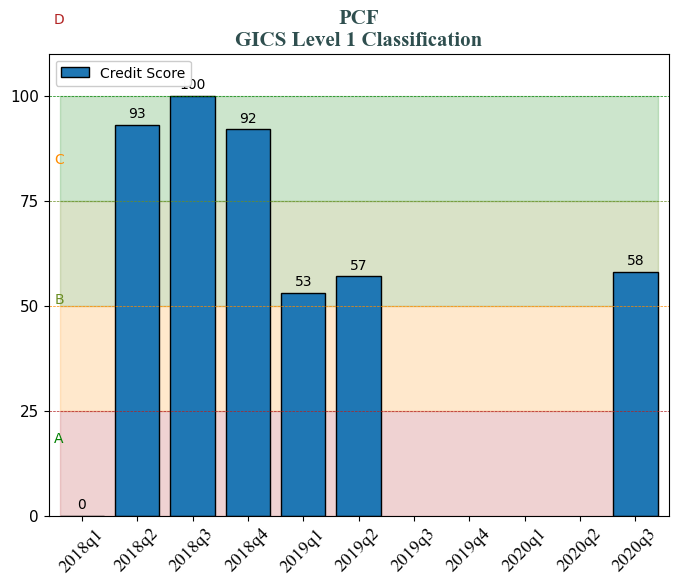 D
PCF
GICS Level 1 Classification
Credit Score
100
100
93
92
C
75
58
57
53
B
50
25
A
0
0
2018q1
2018q2
2018q3
2018q4
2019q1
2019q2
2019q3
2019q4
2020q1
2020q2
2020q3